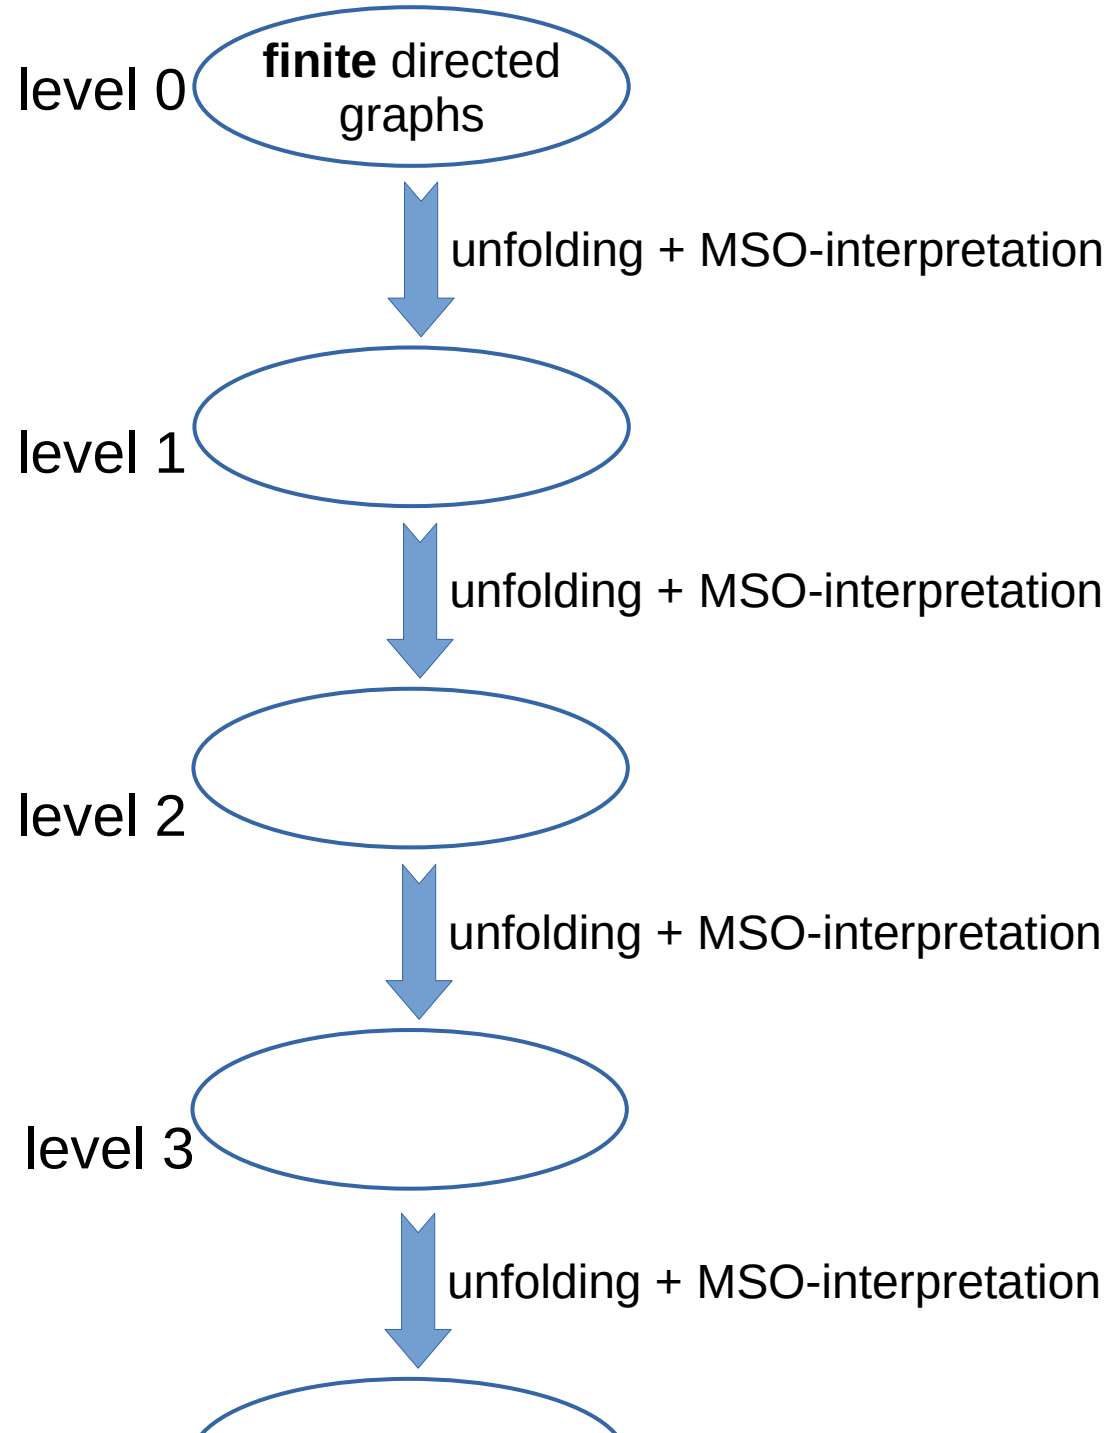 level 0
finite directed
graphs
unfolding + MSO-interpretation
level 1
unfolding + MSO-interpretation
level 2
unfolding + MSO-interpretation
level 3
unfolding + MSO-interpretation